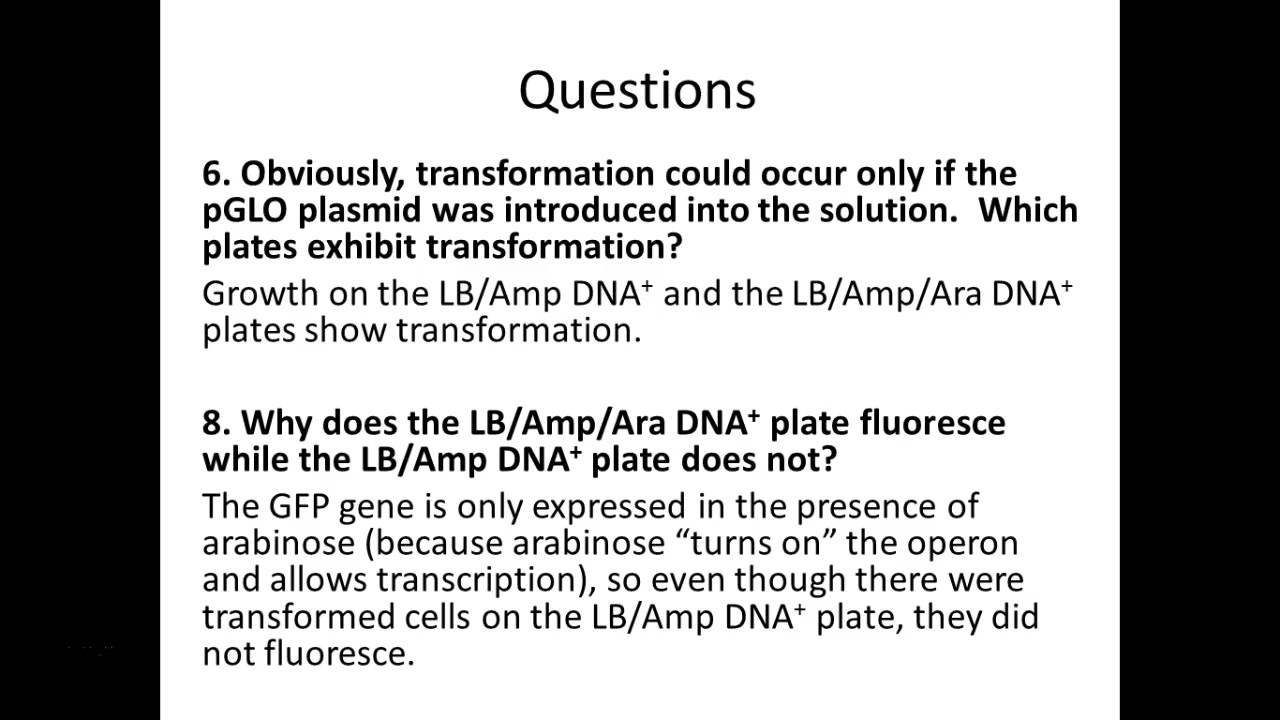 Questions
6. Obviously, transformation could occur only if the
pGLO plasmid was introduced into the solution.  Which
plates exhibit transformation?
Growth on the LB/Amp DNA⁺ and the LB/Amp/Ara DNA⁺
plates show transformation.
8. Why does the LB/Amp/Ara DNA⁺ plate fluoresce
while the LB/Amp DNA⁺ plate does not?
The GFP gene is only expressed in the presence of
arabinose (because arabinose “turns on” the operon
and allows transcription), so even though there were
transformed cells on the LB/Amp DNA⁺ plate, they did
not fluoresce.